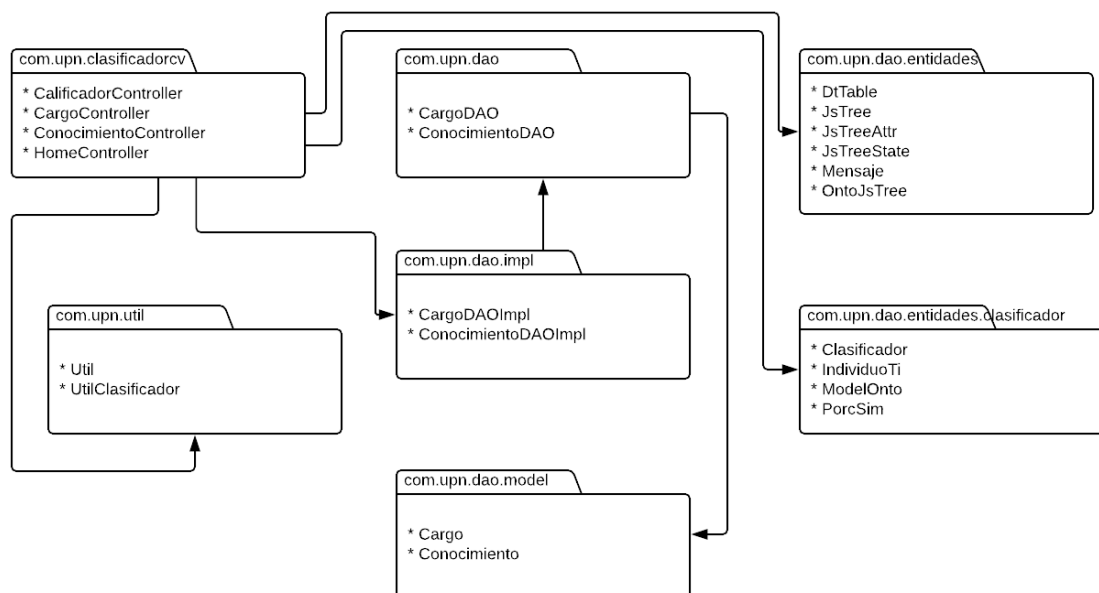 com.upn.clasificadorcv
* CalificadorController
* CargoController
* ConocimientoController
* HomeController
com.upn.dao
* CargoDAO
* ConocimientoDAO
com.upn.dao.entidades
* DtTable
* JsTree
* JsTreeAttr
* JsTreeState
* Mensaje
* OntoJsTree
com.upn.util
* Util
* UtilClasificador
com.upn.dao.impl
* CargoDAOImpl
* ConocimientoDAOImpl
com.upn.dao.entidades.clasificador
* Clasificador
* IndividuoTi
* ModelOnto
* PorcSim
com.upn.dao.model
* Cargo
* Conocimiento